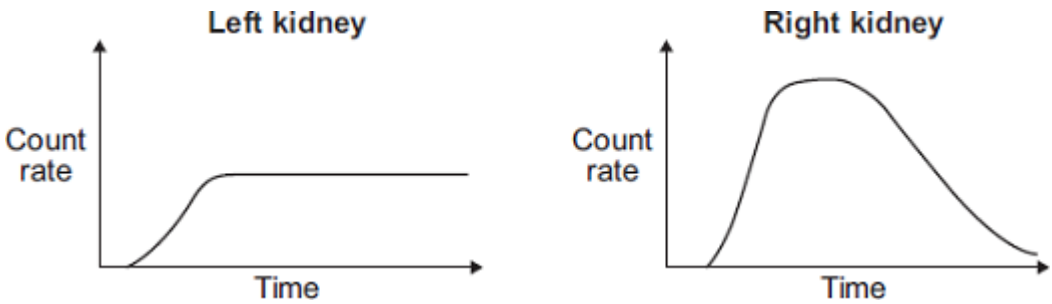 Left kidney
Count
rate
Time
Right kidney
Count
rate
Time